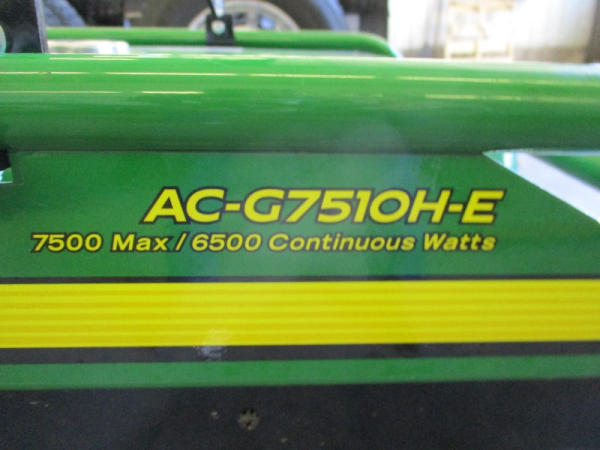 AC-G7510H-E
7500 Max / 6500 Continuous Watts